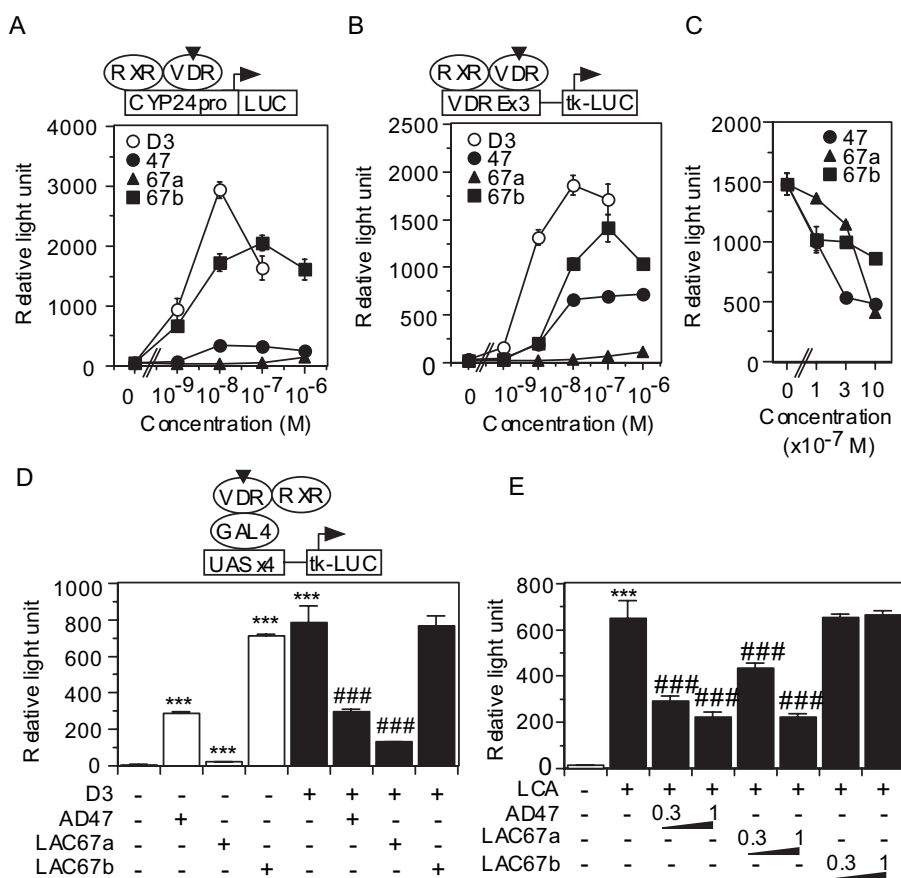 A
B
C
RXR VDR
CYP24pro LUC
RXR VDR
VDREx3 tk-LUC
4000
3000
2000
1000
0
Relative light unit
D3
47
67a
67b
0 10-9 10-8 10-7 10-6
Concentration (M)
2500
2000
1500
1000
500
0
Relative light unit
D3
47
67a
67b
0 10-9 10-8 10-7 10-6
Concentration (M)
2000
1500
1000
500
0
Relative light unit
47
67a
67b
0 1 3 10
Concentration
(x10-7 M)
D
VDR RXR
GAL4
UASx4 tk-LUC
1000
800
600
400
200
0
Relative light unit
*** *** *** *** ### ###
D3 - - - - + + + +
AD47 - + - - - + - -
LAC67a - - + - - - + -
LAC67b - - - + - - - +
E
800
600
400
200
0
Relative light unit
*** ### ### ### ###
LCA - + + + + + + +
AD47 - - 0.3 1 - - - -
LAC67a - - - - 0.3 1 - -
LAC67b - - - - - - 0.3 1